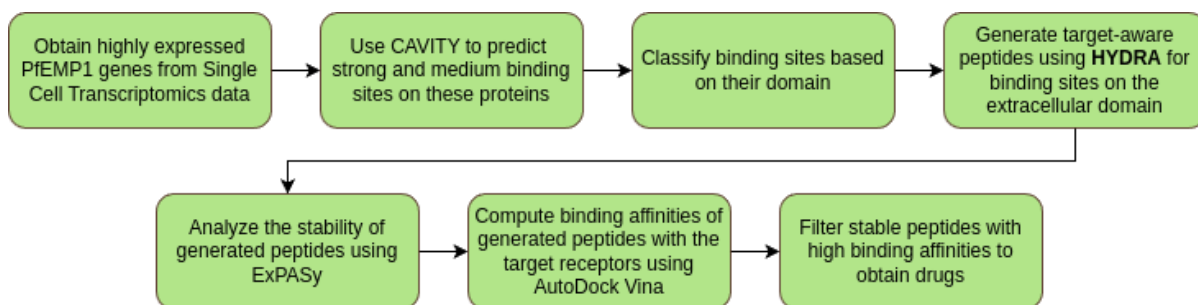 Obtain highly expressed
PfEMP1 genes from Single
Cell Transcriptomics data
Use CAVITY to predict
strong and medium binding
sites on these proteins
Classify binding sites based
on their domain
Generate target-aware
peptides using HYDRA for
binding sites on the
extracellular domain
Analyze the stability of
generated peptides using
ExPASy
Compute binding affinities of
generated peptides with the
target receptors using
AutoDock Vina
Filter stable peptides with
high binding affinities to
obtain drugs